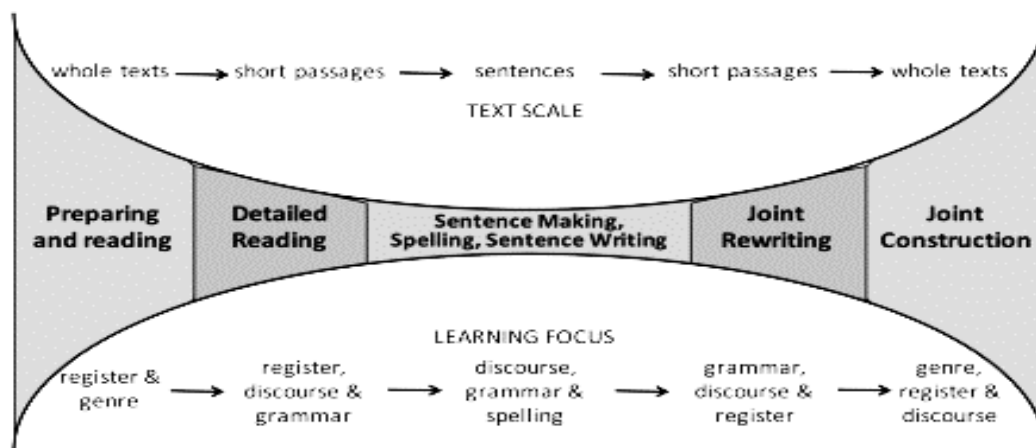 whole texts → short passages → sentences → short passages → whole texts
TEXT SCALE
Preparing
and reading
Detailed
Reading
Sentence Making,
Spelling, Sentence Writing
Joint
Rewriting
Joint
Construction
LEARNING FOCUS
register &
genre
→
register,
discourse &
grammar
→
discourse,
grammar &
spelling
→
grammar,
discourse &
register
→
genre,
register &
discourse